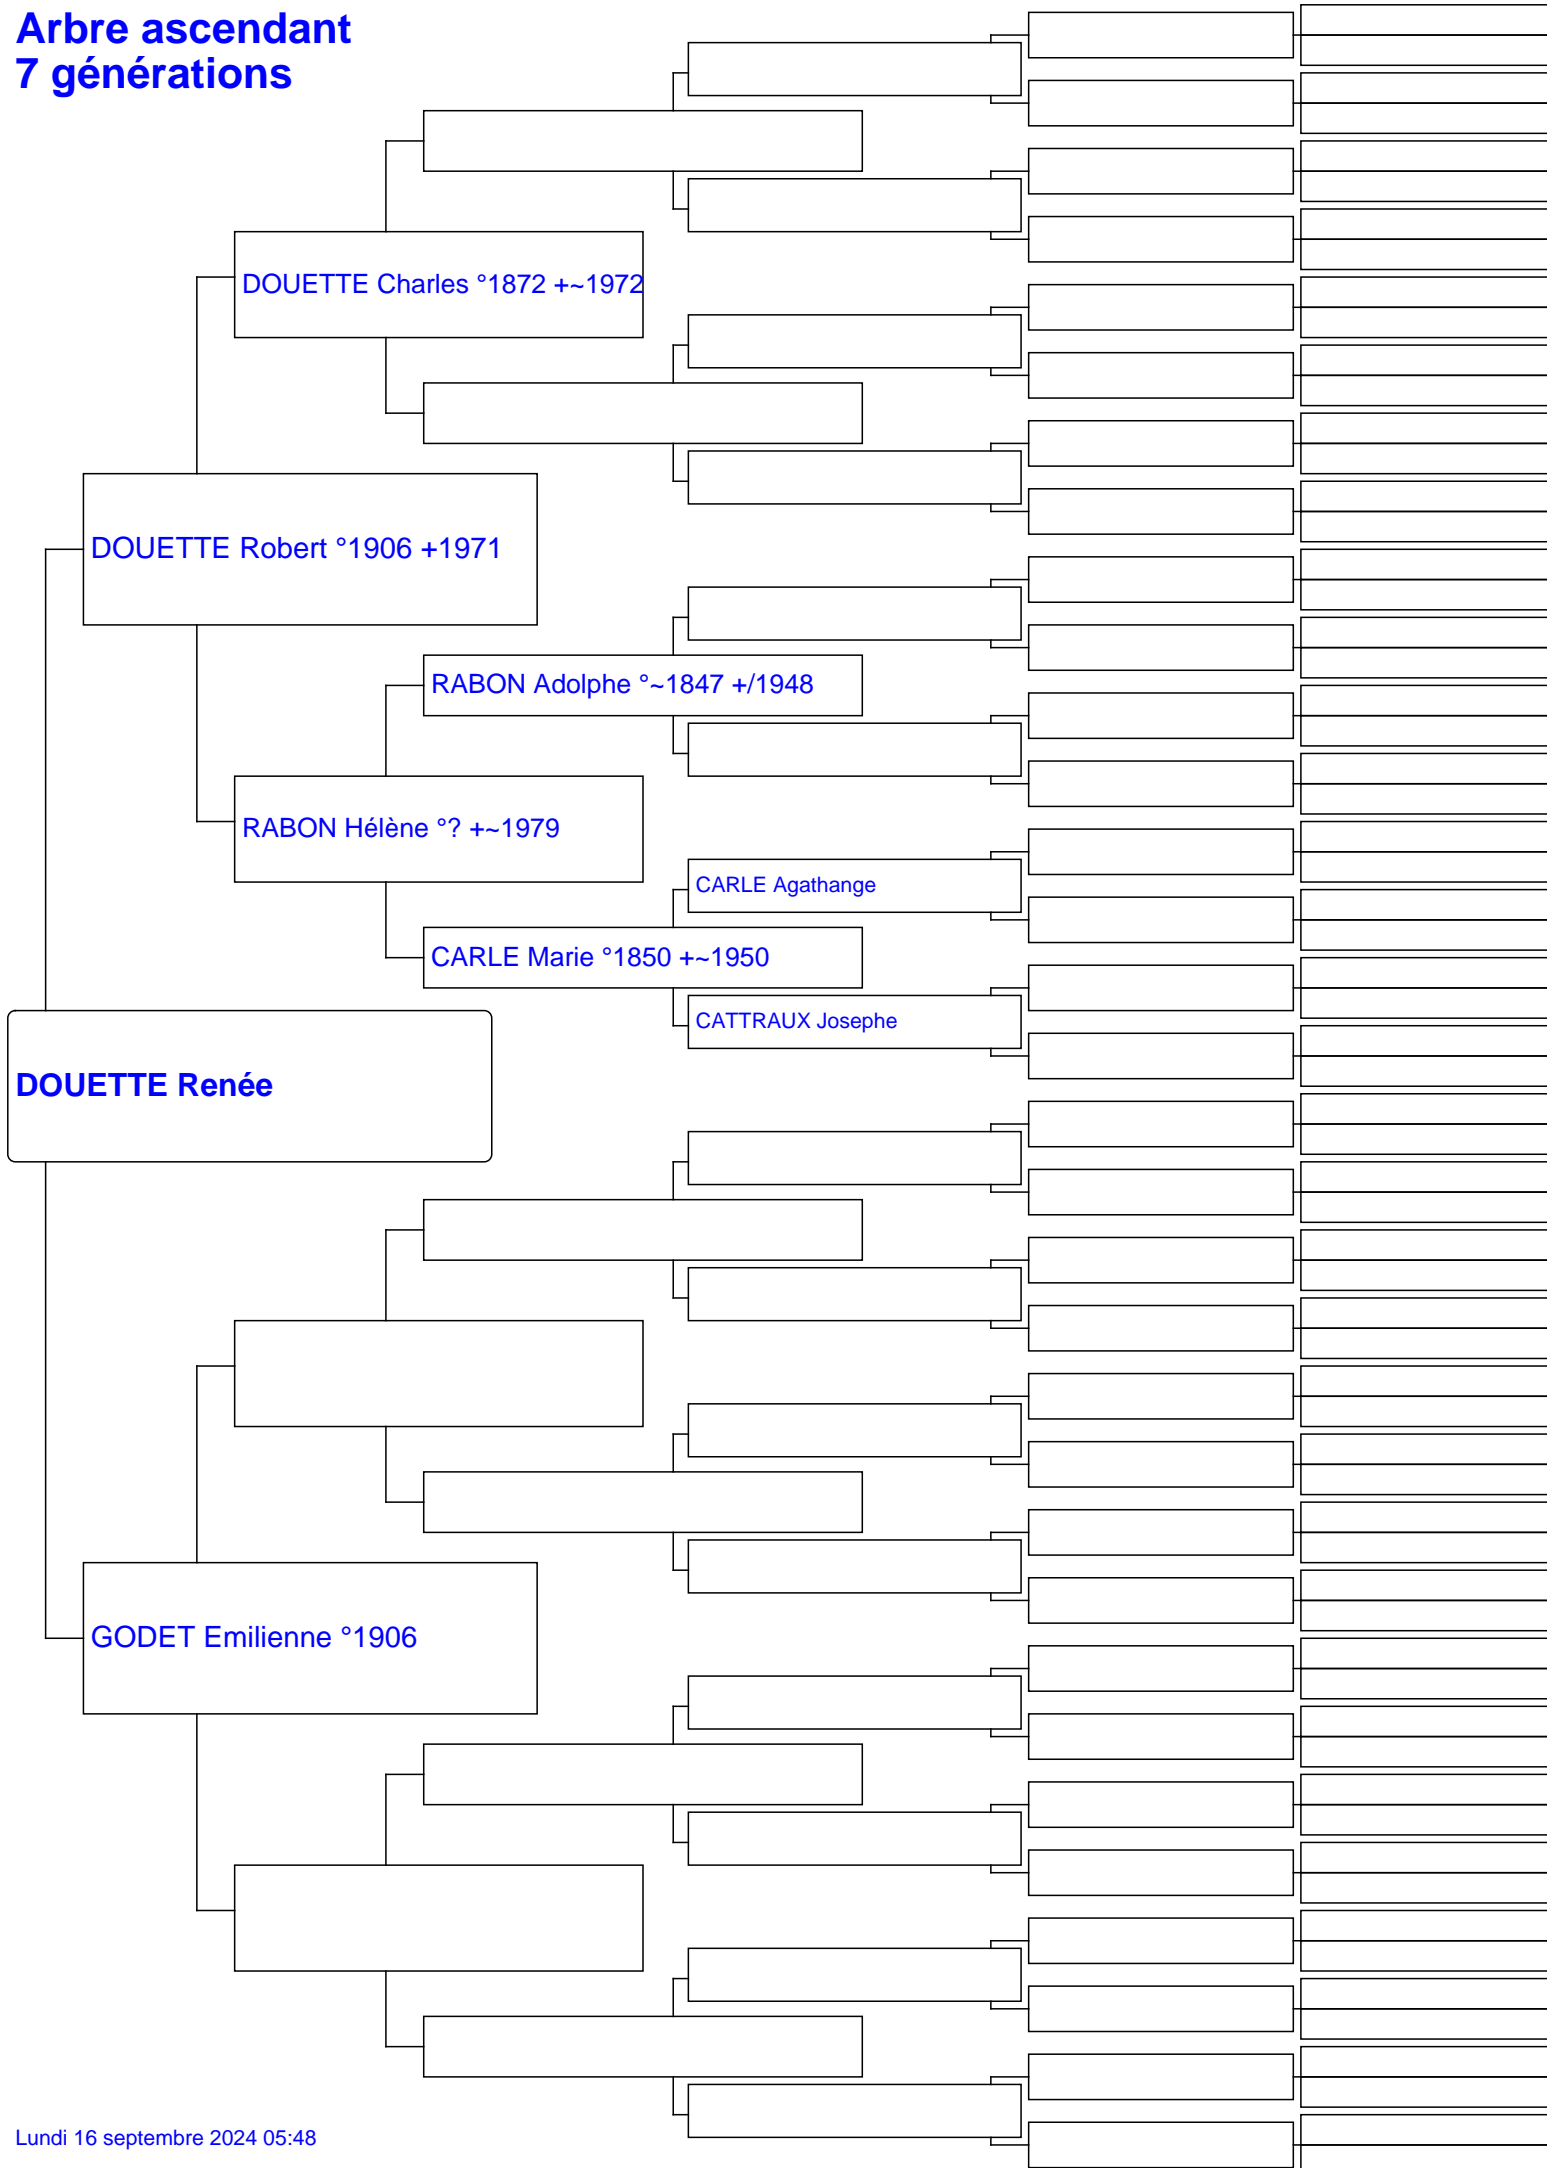 Arbre ascendant
7 générations
DOUETTE Charles °1872 +~1972
DOUETTE Robert °1906 +1971
RABON Adolphe °~1847 +/1948
RABON Hélène °? +~1979
CARLE Agathange
CARLE Marie °1850 +~1950
CATTRAUX Josephe
DOUETTE Renée
GODET Emilienne °1906
Lundi 16 septembre 2024 05:48